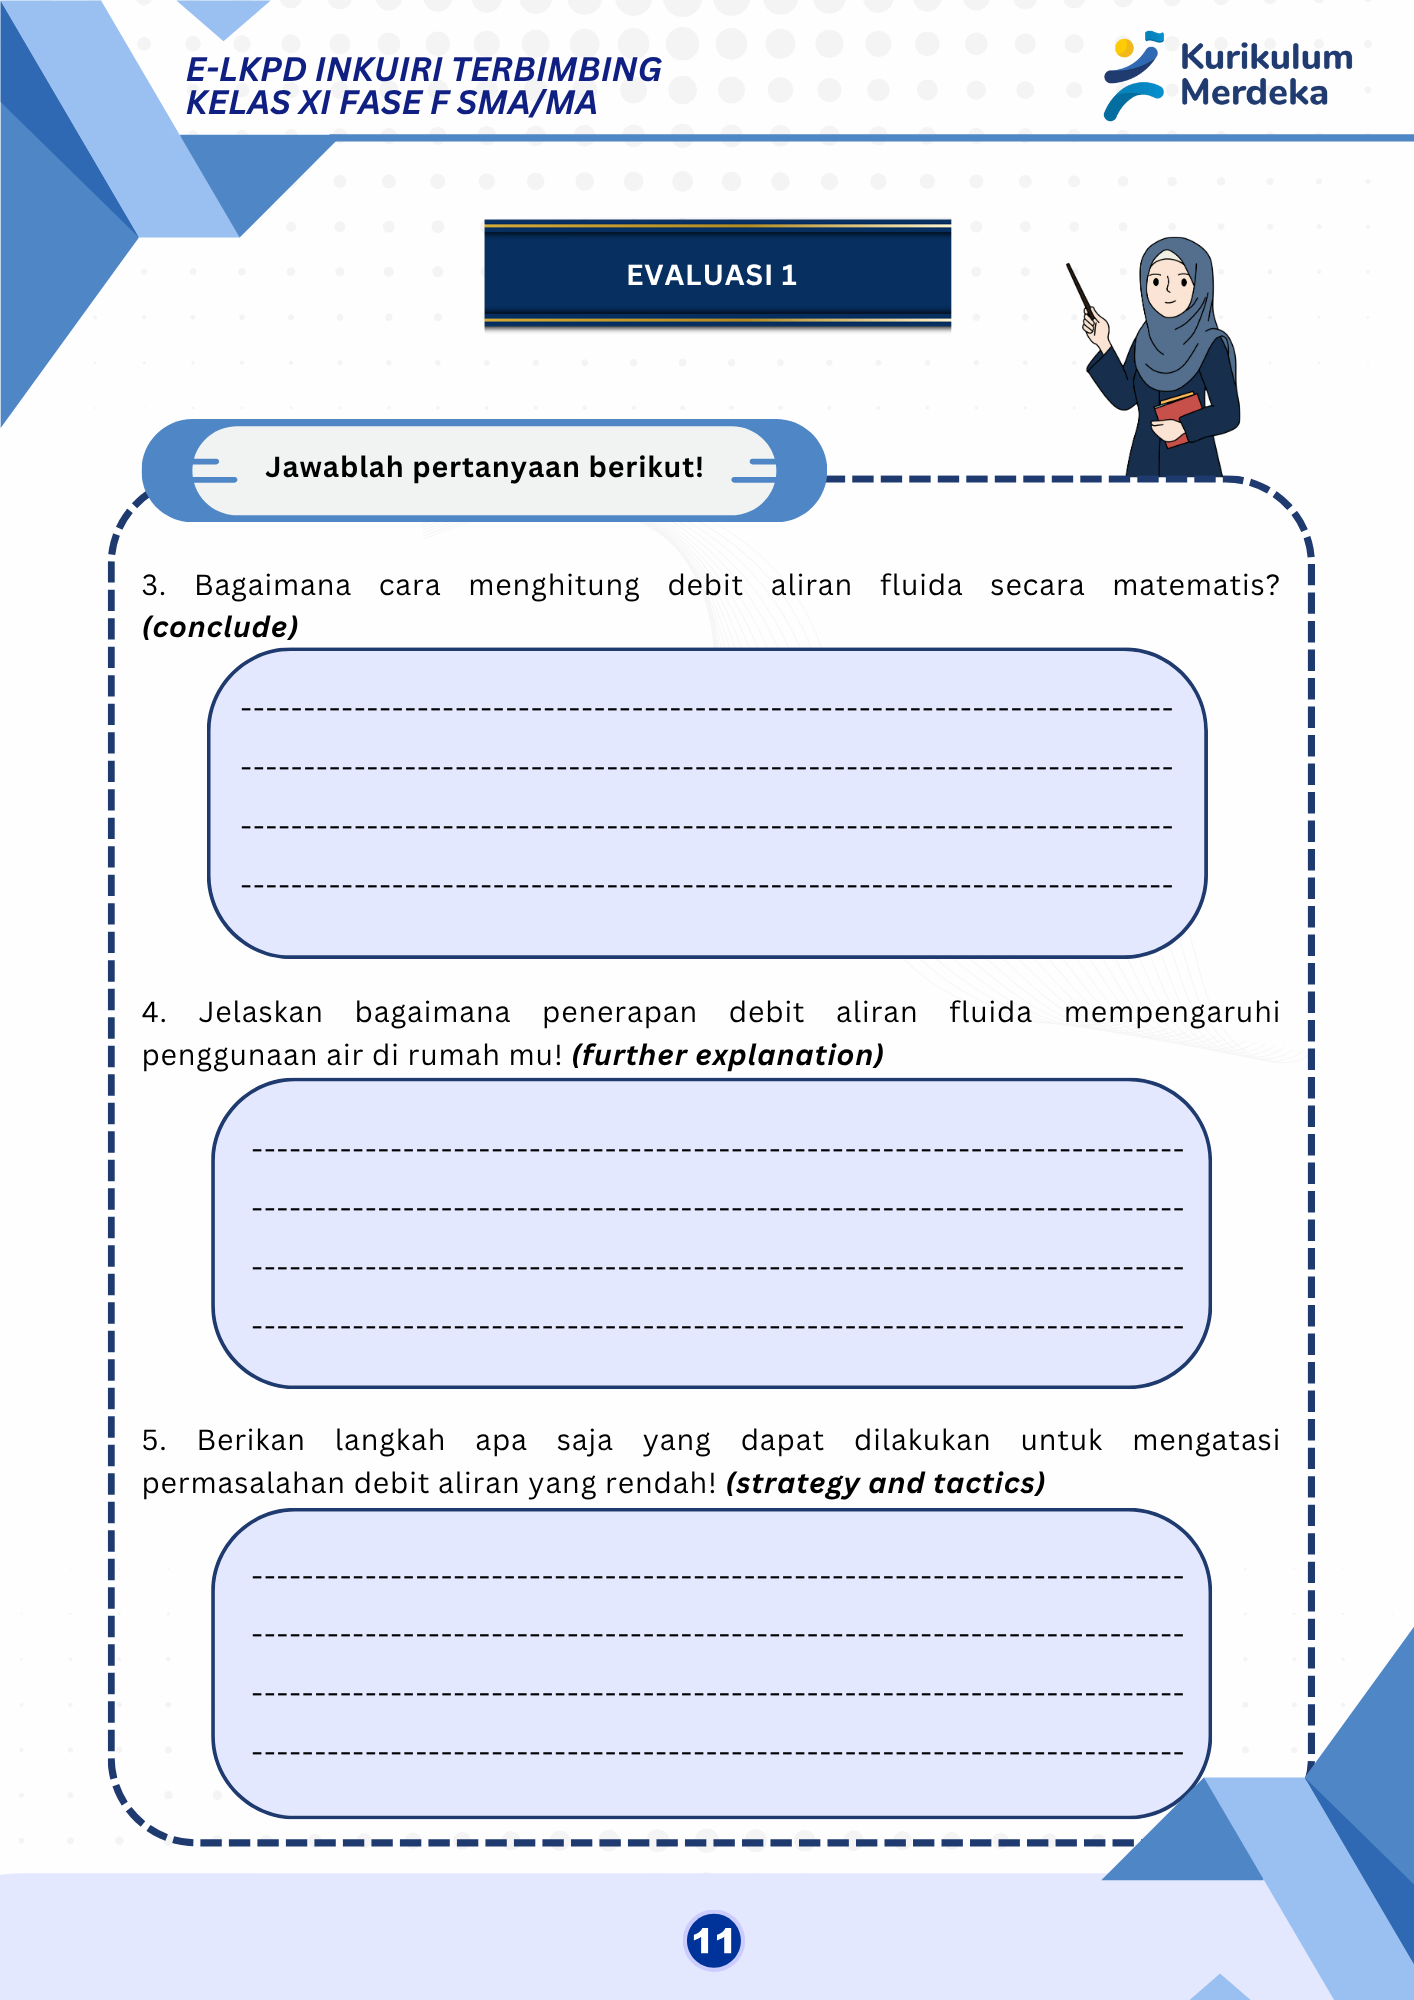 E-LKPD INKUIRI TERBIMBING
KELAS XI FASE F SMA/MA
Kurikulum
Merdeka
EVALUASI 1
Jawablah pertanyaan berikut!
3. Bagaimana cara menghitung debit aliran fluida secara matematis?
(conclude)
4. Jelaskan bagaimana penerapan debit aliran fluida mempengaruhi
penggunaan air di rumah mu! (further explanation)
5. Berikan langkah apa saja yang dapat dilakukan untuk mengatasi
permasalahan debit aliran yang rendah! (strategy and tactics)
11